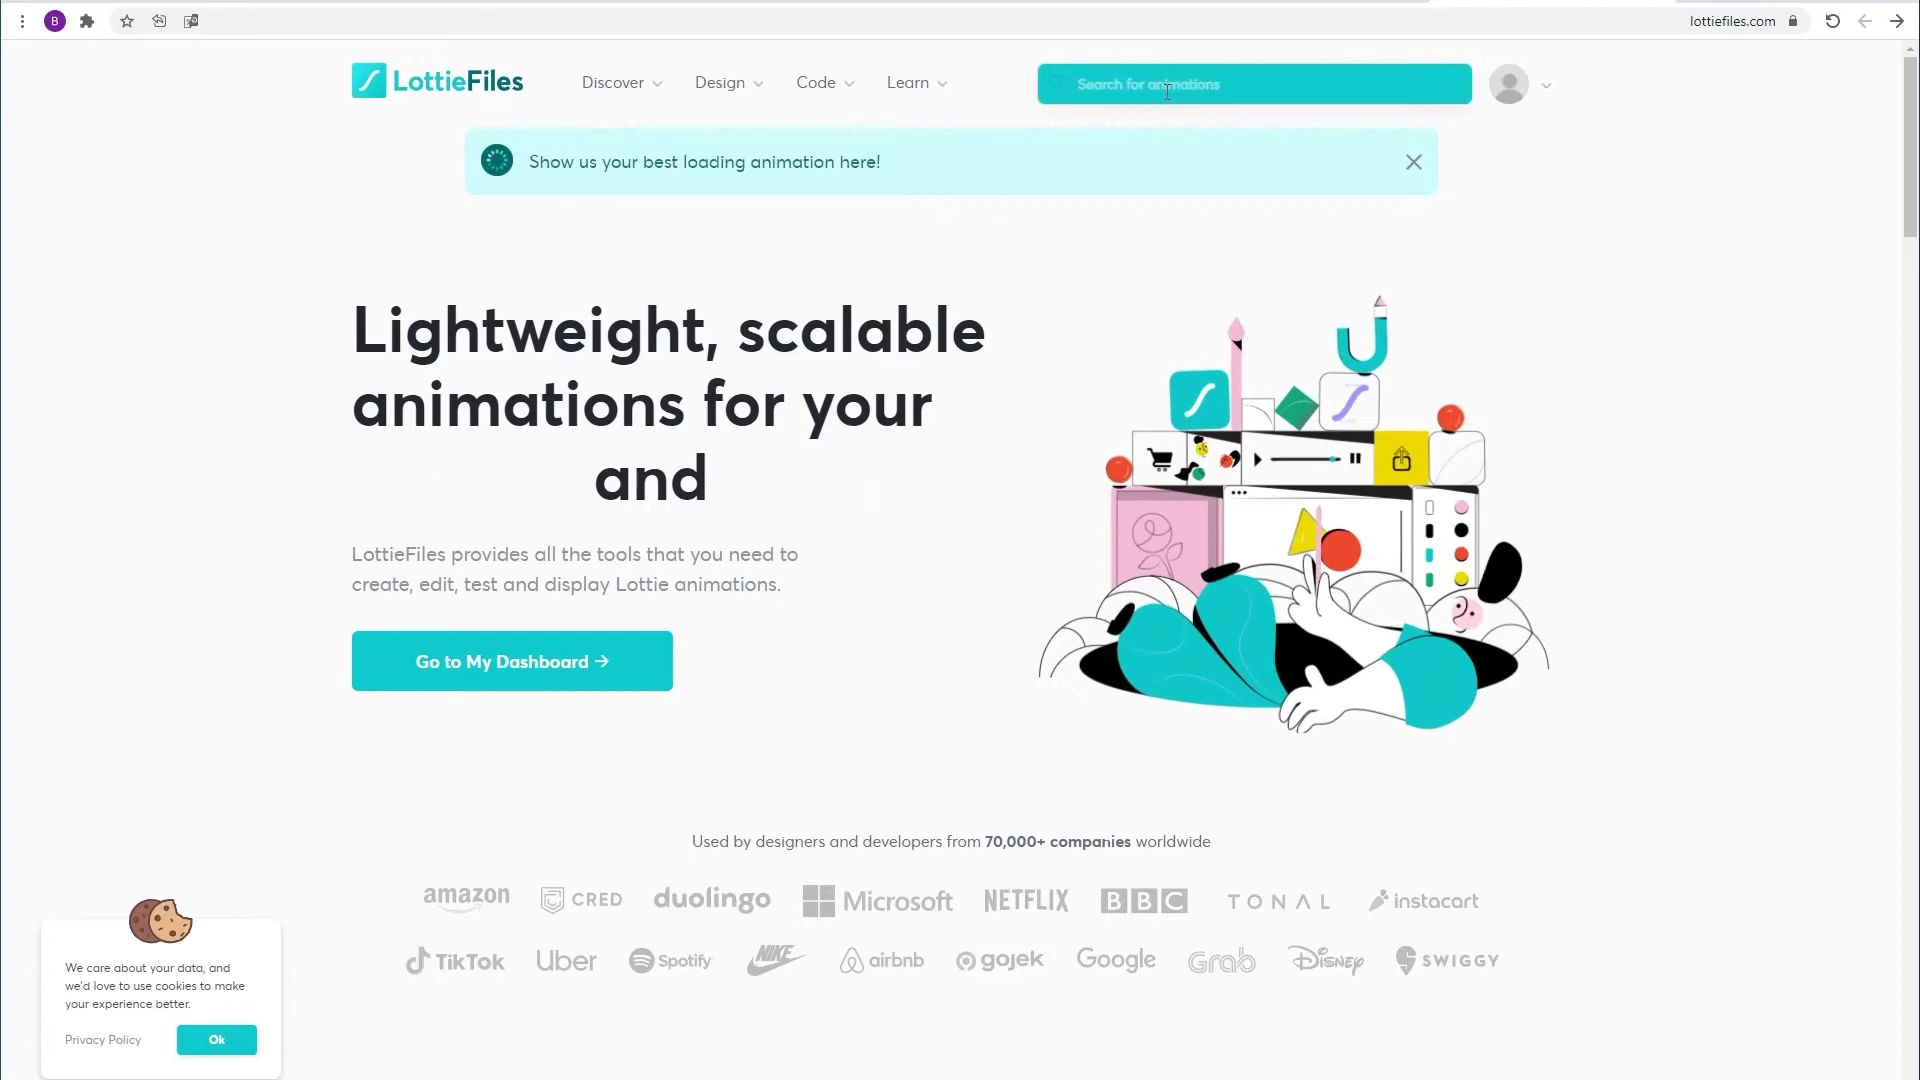 B
lottiefiles.com
LottieFiles
Discover
Design
Code
Learn
Search for animations
Show us your best loading animation here!
Lightweight, scalable
animations for your
and
LottieFiles provides all the tools that you need to
create, edit, test and display Lottie animations.
Go to My Dashboard →
Used by designers and developers from 70,000+ companies worldwide
amazon CRED duolingo Microsoft NETFLIX BBC TONAL instacart
TikTok Uber Spotify NIKE airbnb gojek Google Grab Disney SWIGGY
We care about your data, and
we'd love to use cookies to make
your experience better.
Privacy Policy
Ok